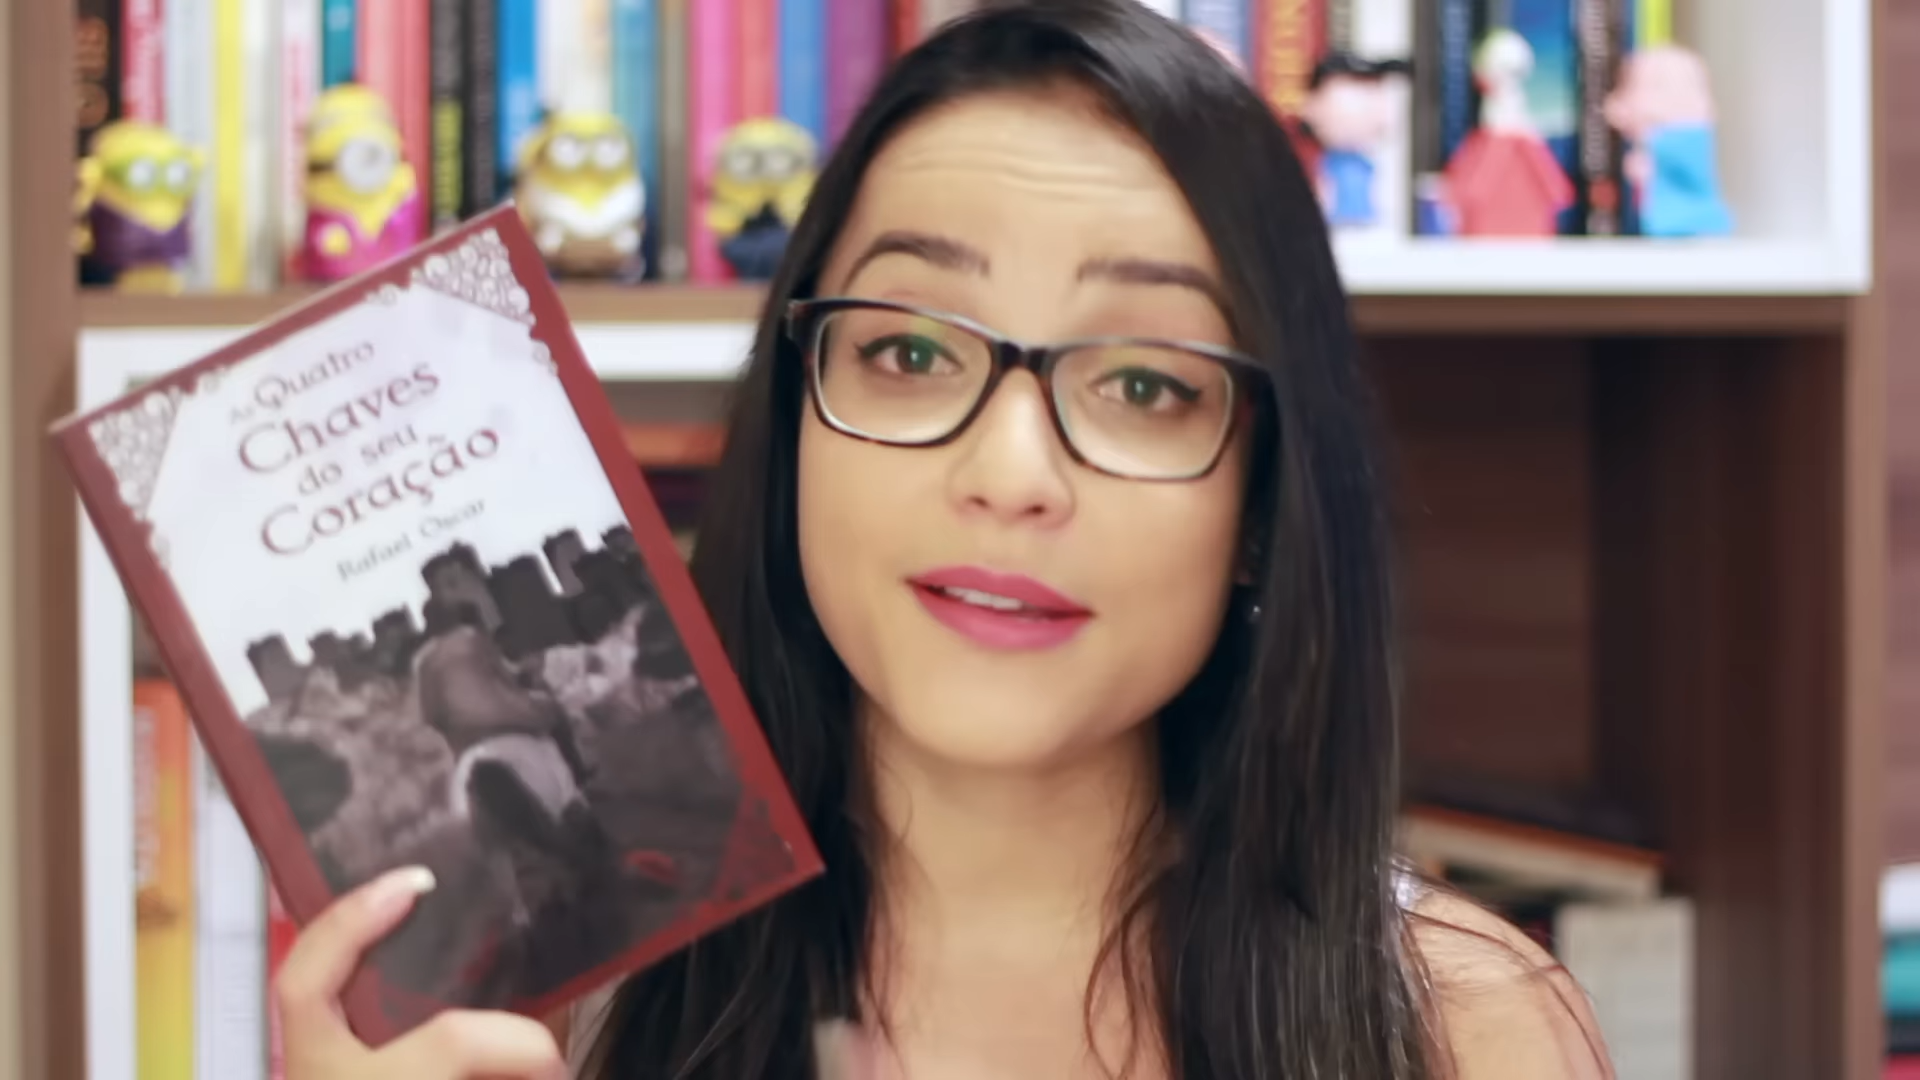 As Quatro
Chaves
do seu
Coração
Rafael Oscar